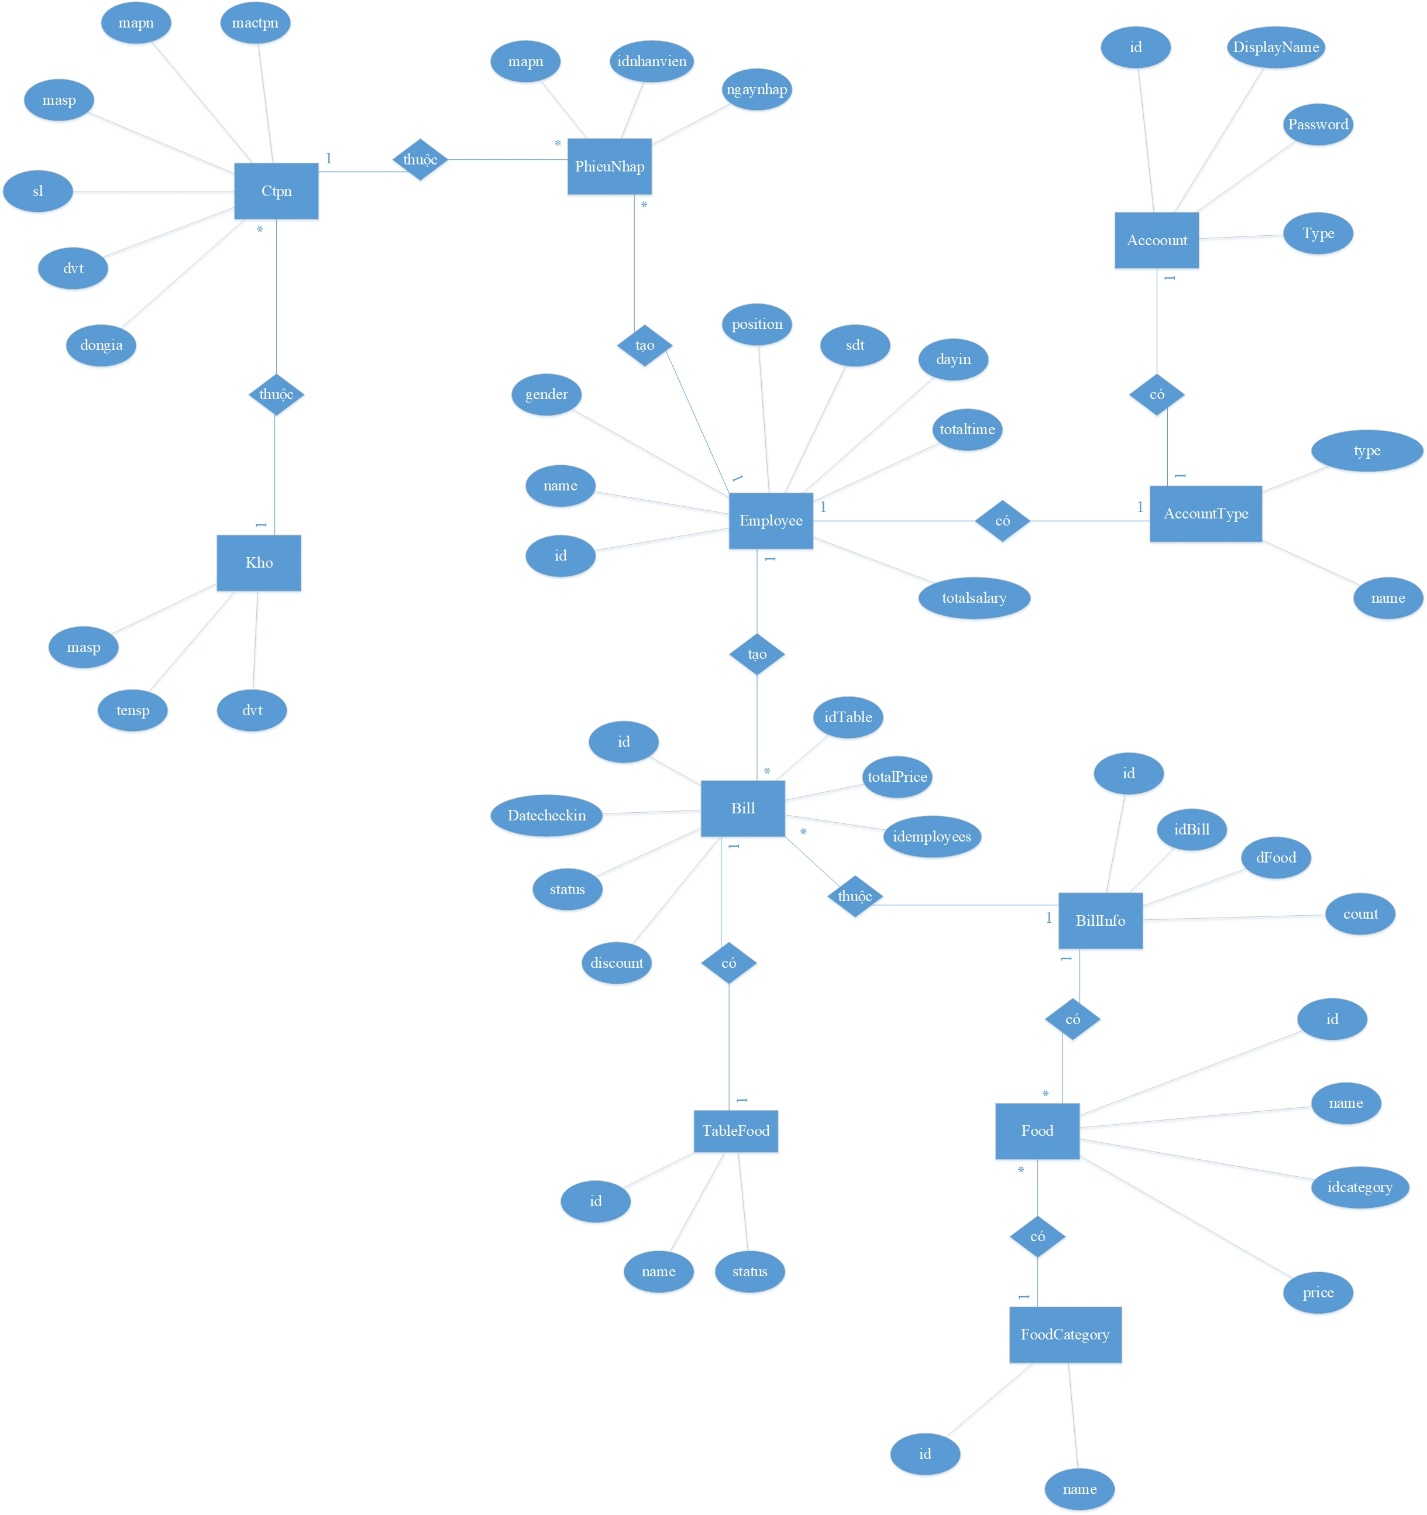 mapn
mactpn
masp
sl
dvt
dongia
Ctpn
1
thuộc
*
mapn
idnhanvien
ngaynhap
PhieuNhap
*
*
thuộc
1
Kho
masp
tensp
dvt
tạo
1
id
DisplayName
Password
Type
Accoount
1
có
1
AccountType
type
name
gender
position
sdt
dayin
totaltime
name
id
totalsalary
Employee
1
có
1
1
tạo
*
id
idTable
totalPrice
Datecheckin
idemployees
status
discount
Bill
1
*
thuộc
1
có
1
TableFood
id
name
status
id
idBill
dFood
count
BillInfo
1
có
*
Food
id
name
idcategory
price
*
có
1
FoodCategory
id
name